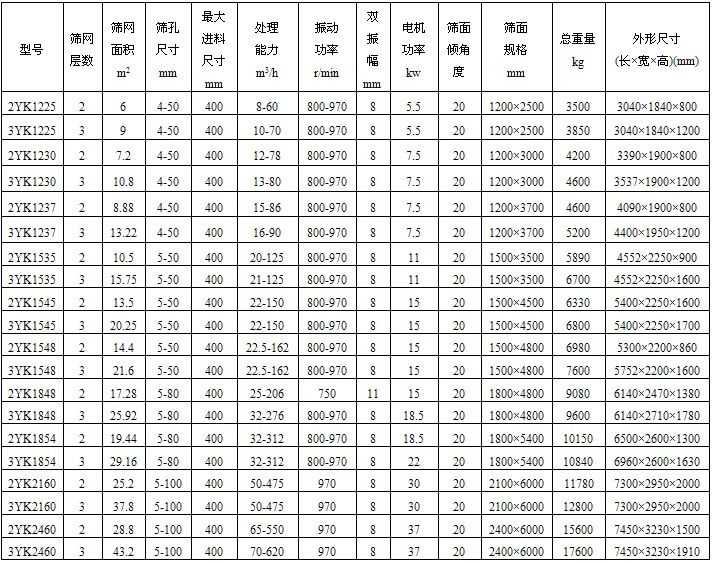 型号 筛网层数 筛网面积m² 筛孔尺寸mm 最大进料尺寸mm 处理能力m³/h 振动功率r/min 双振幅mm 电机功率kw 筛面倾角度 筛面规格mm 总重量kg 外形尺寸(长×宽×高)(mm)
2YK1225 2 6 4-50 400 8-60 800-970 8 5.5 20 1200×2500 3500 3040×1840×800
3YK1225 3 9 4-50 400 10-70 800-970 8 5.5 20 1200×2500 3850 3040×1840×1200
2YK1230 2 7.2 4-50 400 12-78 800-970 8 7.5 20 1200×3000 4200 3390×1900×800
3YK1230 3 10.8 4-50 400 13-80 800-970 8 7.5 20 1200×3000 4600 3537×1900×1200
2YK1237 2 8.88 4-50 400 15-86 800-970 8 7.5 20 1200×3700 4600 4090×1900×800
3YK1237 3 13.22 4-50 400 16-90 800-970 8 7.5 20 1200×3700 5200 4400×1950×1200
2YK1535 2 10.5 5-50 400 20-125 800-970 8 11 20 1500×3500 5890 4552×2250×900
3YK1535 3 15.75 5-50 400 21-125 800-970 8 11 20 1500×3500 6700 4552×2250×1600
2YK1545 2 13.5 5-50 400 22-150 800-970 8 15 20 1500×4500 6330 5400×2250×1600
3YK1545 3 20.25 5-50 400 22-150 800-970 8 15 20 1500×4500 6800 5400×2250×1700
2YK1548 2 14.4 5-50 400 22.5-162 800-970 8 15 20 1500×4800 6980 5300×2200×860
3YK1548 3 21.6 5-50 400 22.5-162 800-970 8 15 20 1500×4800 7600 5752×2200×1600
2YK1848 2 17.28 5-80 400 25-206 750 11 15 20 1800×4800 9080 6140×2470×1380
3YK1848 3 25.92 5-80 400 32-276 800-970 8 18.5 20 1800×4800 9600 6140×2710×1780
2YK1854 2 19.44 5-80 400 32-312 800-970 8 18.5 20 1800×5400 10150 6500×2600×1300
3YK1854 3 29.16 5-80 400 32-312 800-970 8 22 20 1800×5400 10840 6960×2600×1630
2YK2160 2 25.2 5-100 400 50-475 970 8 30 20 2100×6000 11780 7300×2950×2000
3YK2160 3 37.8 5-100 400 50-475 970 8 30 20 2100×6000 12800 7300×2950×2000
2YK2460 2 28.8 5-100 400 65-550 970 8 37 20 2400×6000 15600 7450×3230×1500
3YK2460 3 43.2 5-100 400 70-620 970 8 37 20 2400×6000 17600 7450×3230×1910